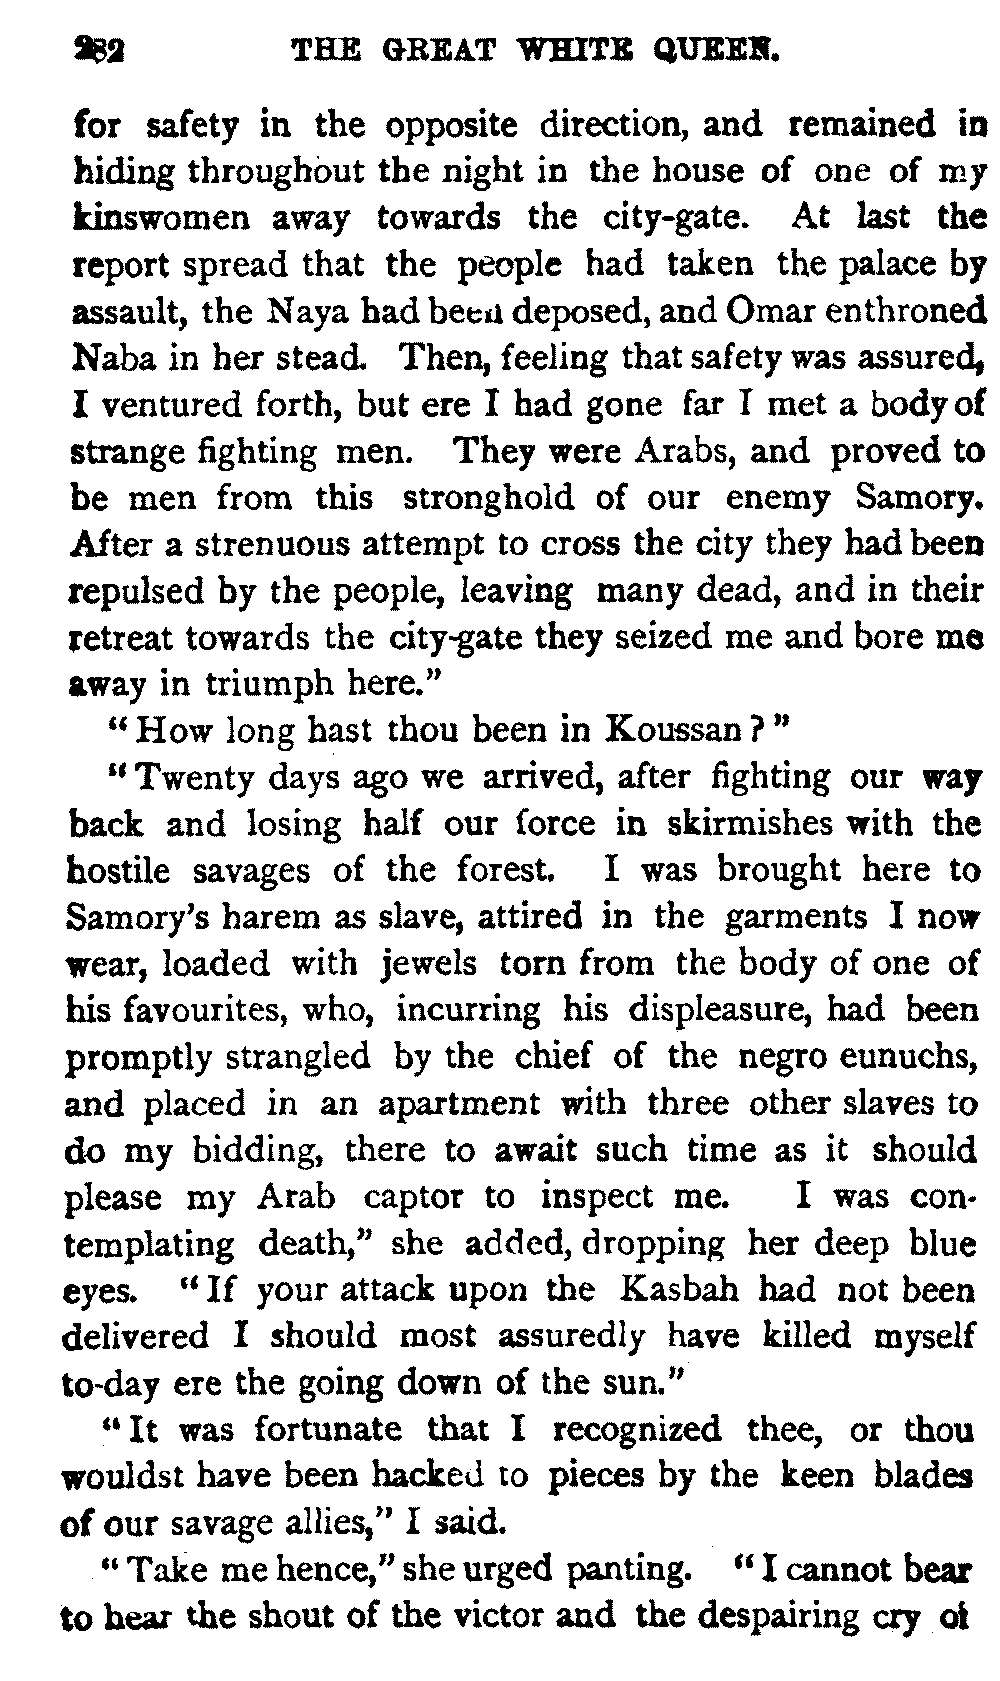 282 THE GREAT WHITE QUEEN.
for safety in the opposite direction, and remained in
hiding throughout the night in the house of one of my
kinswomen away towards the city-gate. At last the
report spread that the people had taken the palace by
assault, the Naya had been deposed, and Omar enthroned
Naba in her stead. Then, feeling that safety was assured,
I ventured forth, but ere I had gone far I met a body of
strange fighting men. They were Arabs, and proved to
be men from this stronghold of our enemy Samory.
After a strenuous attempt to cross the city they had been
repulsed by the people, leaving many dead, and in their
retreat towards the city-gate they seized me and bore me
away in triumph here.”
“How long hast thou been in Koussan?”
“Twenty days ago we arrived, after fighting our way
back and losing half our force in skirmishes with the
hostile savages of the forest. I was brought here to
Samory’s harem as slave, attired in the garments I now
wear, loaded with jewels torn from the body of one of
his favourites, who, incurring his displeasure, had been
promptly strangled by the chief of the negro eunuchs,
and placed in an apartment with three other slaves to
do my bidding, there to await such time as it should
please my Arab captor to inspect me. I was con-
templating death,” she added, dropping her deep blue
eyes. “If your attack upon the Kasbah had not been
delivered I should most assuredly have killed myself
to-day ere the going down of the sun.”
“It was fortunate that I recognized thee, or thou
wouldst have been hacked to pieces by the keen blades
of our savage allies,” I said.
“Take me hence,” she urged panting. “I cannot bear
to hear the shout of the victor and the despairing cry of